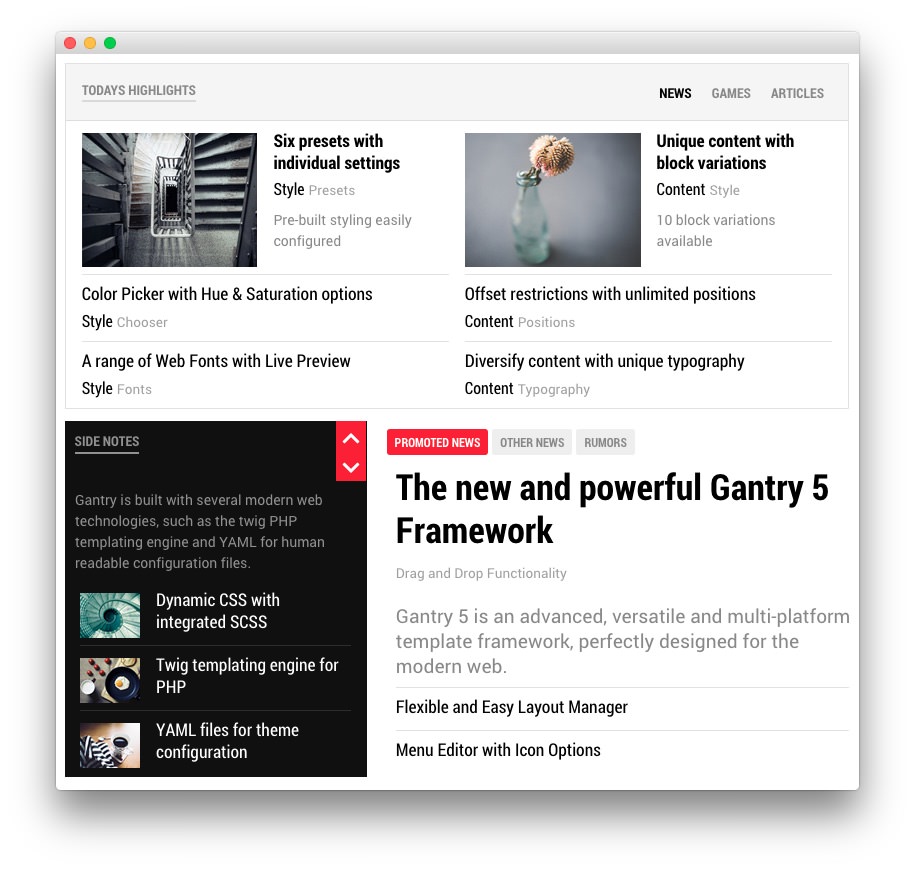 TODAYS HIGHLIGHTS
NEWS GAMES ARTICLES
Six presets with
individual settings
Style Presets
Pre-built styling easily
configured
Unique content with
block variations
Content Style
10 block variations
available
Color Picker with Hue & Saturation options
Style Chooser
Offset restrictions with unlimited positions
Content Positions
A range of Web Fonts with Live Preview
Style Fonts
Diversify content with unique typography
Content Typography
SIDE NOTES
Gantry is built with several modern web
technologies, such as the twig PHP
templating engine and YAML for human
readable configuration files.
Dynamic CSS with
integrated SCSS
Twig templating engine for
PHP
YAML files for theme
configuration
PROMOTED NEWS OTHER NEWS RUMORS
The new and powerful Gantry 5
Framework
Drag and Drop Functionality
Gantry 5 is an advanced, versatile and multi-platform
template framework, perfectly designed for the
modern web.
Flexible and Easy Layout Manager
Menu Editor with Icon Options